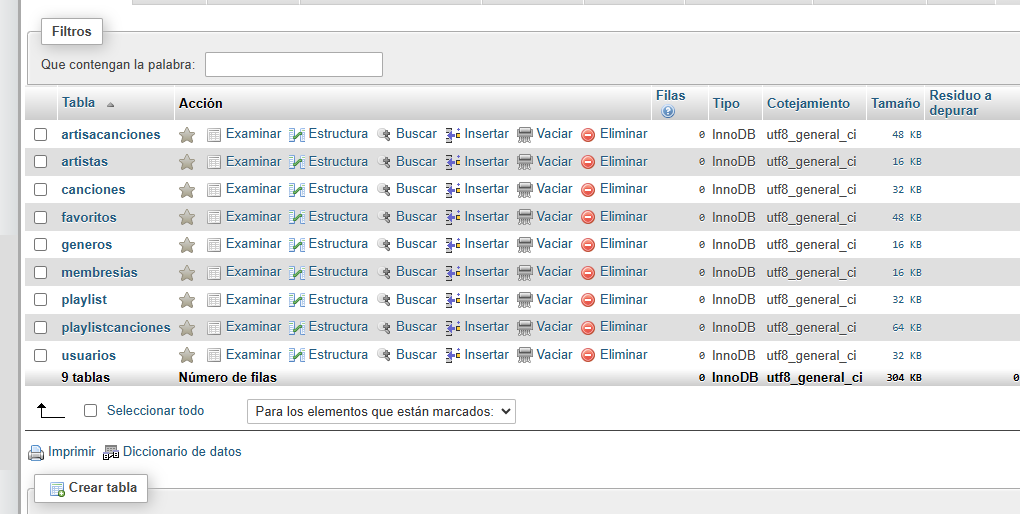 Filtros
Que contengan la palabra:
Tabla Acción Filas Tipo Cotejamiento Tamaño Residuo a depurar
artisacanciones Examinar Estructura Buscar Insertar Vaciar Eliminar 0 InnoDB utf8_general_ci 48 KB
artistas Examinar Estructura Buscar Insertar Vaciar Eliminar 0 InnoDB utf8_general_ci 16 KB
canciones Examinar Estructura Buscar Insertar Vaciar Eliminar 0 InnoDB utf8_general_ci 32 KB
favoritos Examinar Estructura Buscar Insertar Vaciar Eliminar 0 InnoDB utf8_general_ci 48 KB
generos Examinar Estructura Buscar Insertar Vaciar Eliminar 0 InnoDB utf8_general_ci 16 KB
membresias Examinar Estructura Buscar Insertar Vaciar Eliminar 0 InnoDB utf8_general_ci 16 KB
playlist Examinar Estructura Buscar Insertar Vaciar Eliminar 0 InnoDB utf8_general_ci 32 KB
playlistcanciones Examinar Estructura Buscar Insertar Vaciar Eliminar 0 InnoDB utf8_general_ci 64 KB
usuarios Examinar Estructura Buscar Insertar Vaciar Eliminar 0 InnoDB utf8_general_ci 32 KB
9 tablas Número de filas 0 InnoDB utf8_general_ci 304 KB 0
Seleccionar todo Para los elementos que están marcados:
Imprimir Diccionario de datos
Crear tabla